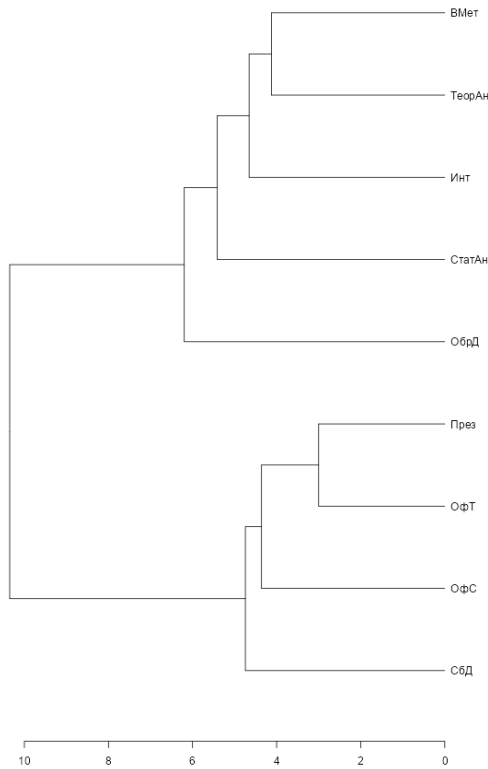 ВМет
ТеорАн
Инт
СтатАн
ОбрД
През
ОфТ
ОфС
СбД
10 8 6 4 2 0